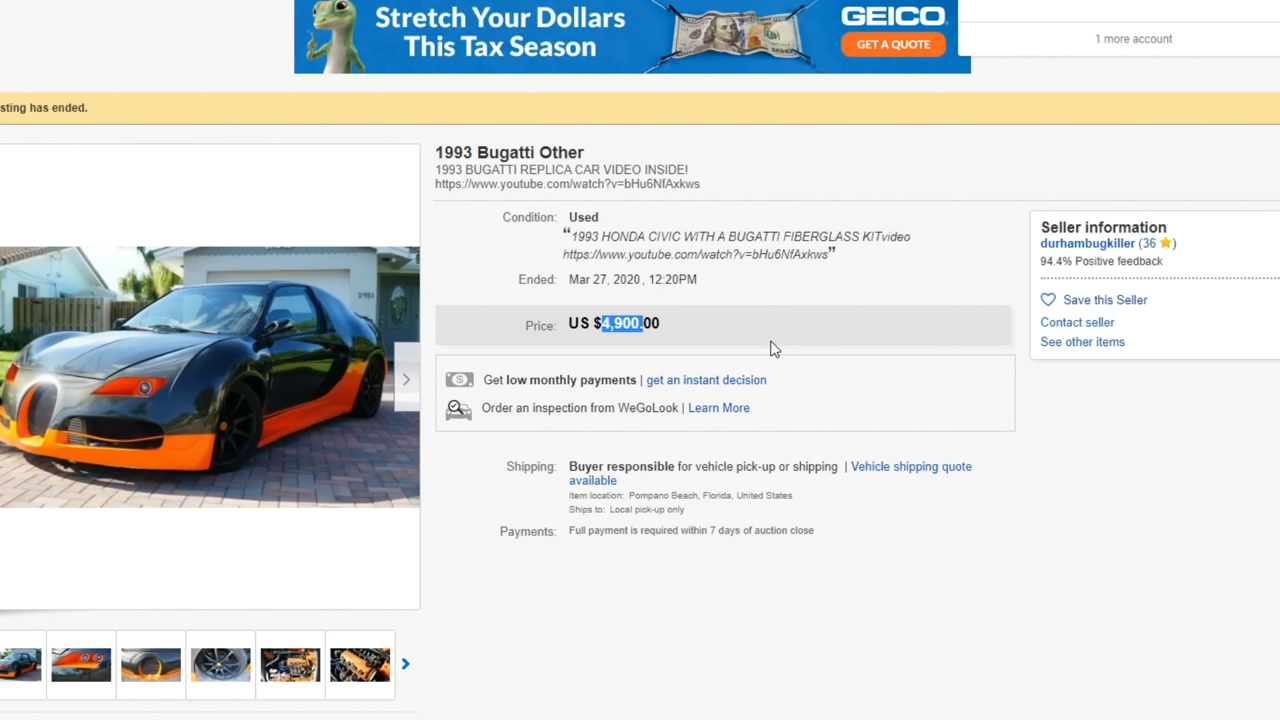 Stretch Your Dollars
This Tax Season
GEICO
GET A QUOTE
1 more account
sting has ended.
1993 Bugatti Other
1993 BUGATTI REPLICA CAR VIDEO INSIDE!
https://www.youtube.com/watch?v=bHu6NfAxkws
Condition: Used
“1993 HONDA CIVIC WITH A BUGATTI FIBERGLASS KITvideo
https://www.youtube.com/watch?v=bHu6NfAxkws”
Ended: Mar 27, 2020 , 12:20PM
Price: US $4,900.00
Get low monthly payments | get an instant decision
Order an inspection from WeGoLook | Learn More
Shipping: Buyer responsible for vehicle pick-up or shipping | Vehicle shipping quote
available
Item location: Pompano Beach, Florida, United States
Ships to: Local pick-up only
Payments: Full payment is required within 7 days of auction close
Seller information
durhambugkiller (36 ★)
94.4% Positive feedback
Save this Seller
Contact seller
See other items
2981